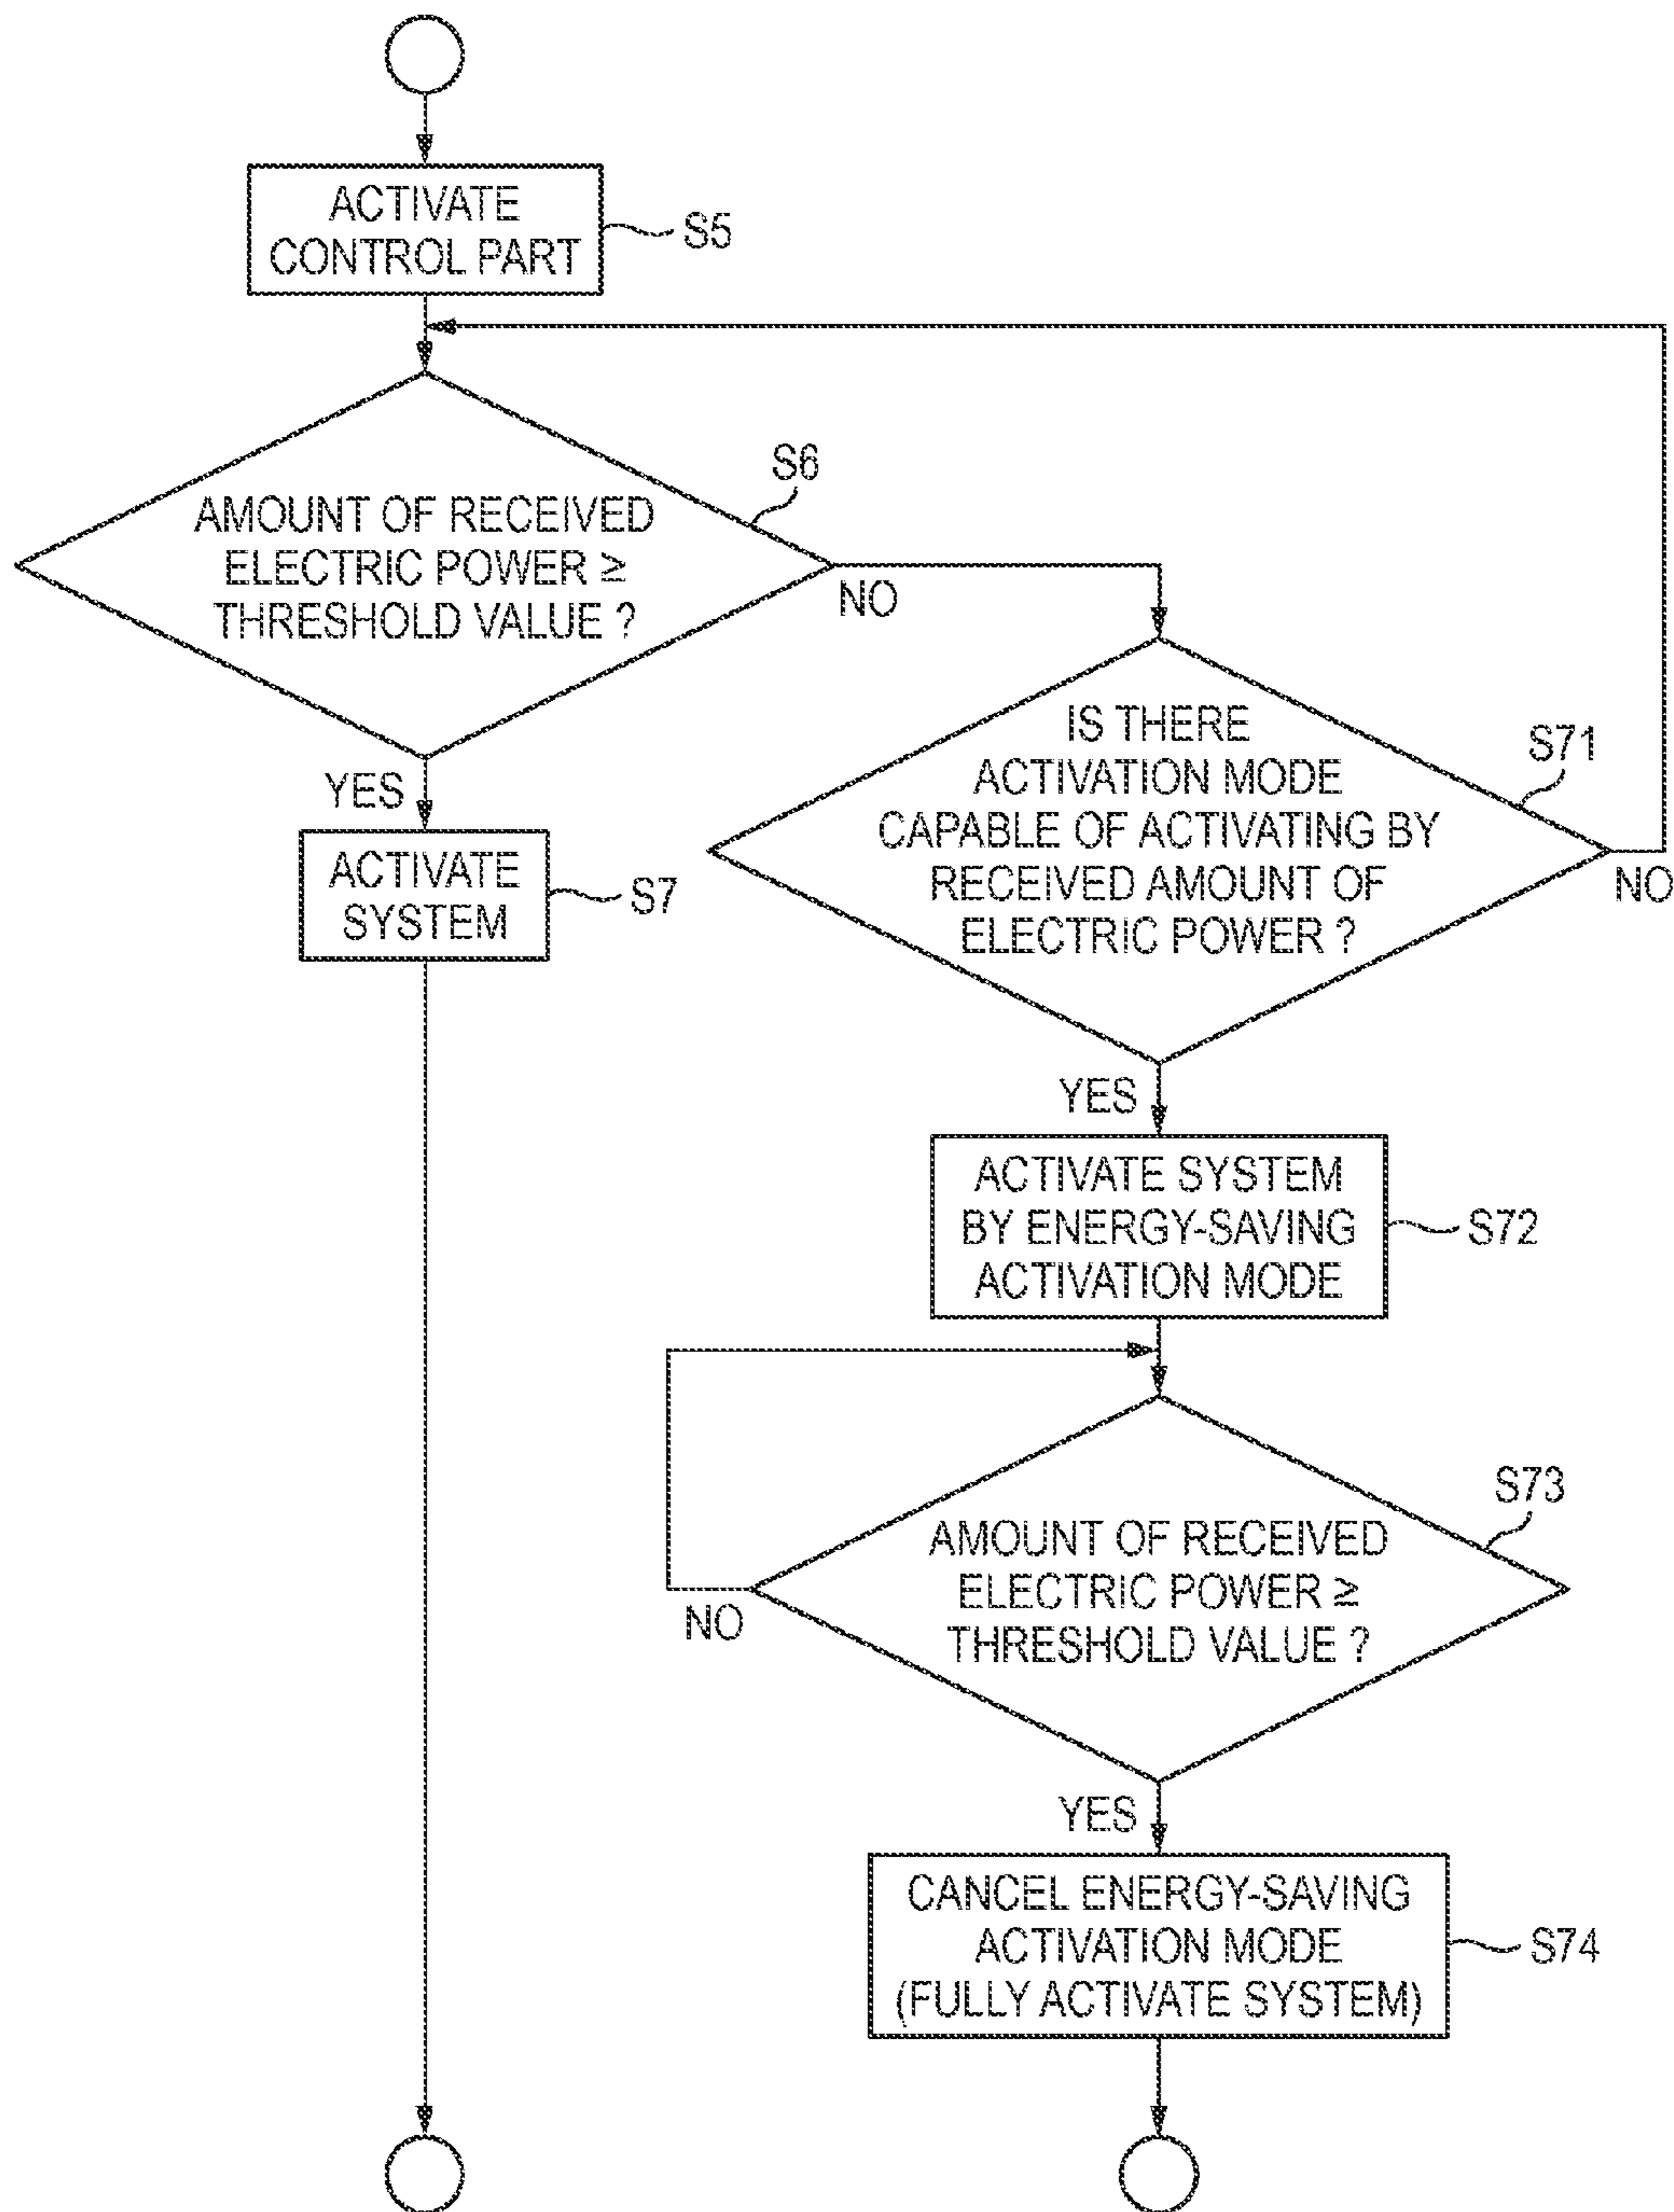 ACTIVATE
CONTROL PART
S5
S6
AMOUNT OF RECEIVED
ELECTRIC POWER ≥
THRESHOLD VALUE ?
NO
YES
IS THERE
ACTIVATION MODE
CAPABLE OF ACTIVATING BY
RECEIVED AMOUNT OF
ELECTRIC POWER ?
S71
NO
ACTIVATE
SYSTEM
S7
YES
ACTIVATE SYSTEM
BY ENERGY-SAVING
ACTIVATION MODE
S72
S73
AMOUNT OF RECEIVED
ELECTRIC POWER ≥
THRESHOLD VALUE ?
NO
YES
CANCEL ENERGY-SAVING
ACTIVATION MODE
(FULLY ACTIVATE SYSTEM)
S74